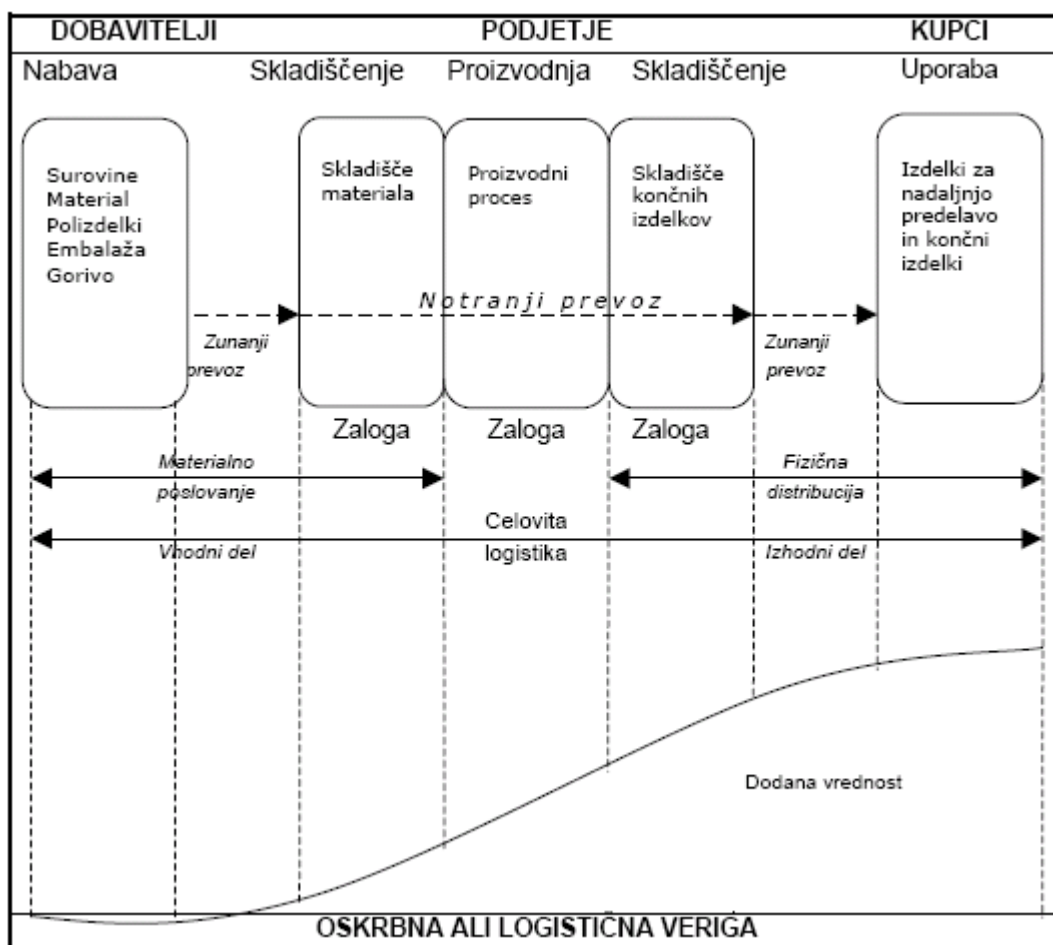 DOBAVITELJI PODJETJE KUPCI
Nabava Skladiščenje Proizvodnja Skladiščenje Uporaba
Surovine
Material
Polizdelki
Embalaža
Gorivo
Skladišče
materiala
Proizvodni
proces
Skladišče
končnih
izdelkov
Izdelki za
nadaljnjo
predelavo
in končni
izdelki
Notranji prevoz
Zunanji
prevoz
Zunanji
prevoz
Zaloga Zaloga Zaloga
Materialno
poslovanje
Fizična
distribucija
Celovita
logistika
Vhodni del
Izhodni del
Dodana vrednost
OSKRBNA ALI LOGISTIČNA VERIGA